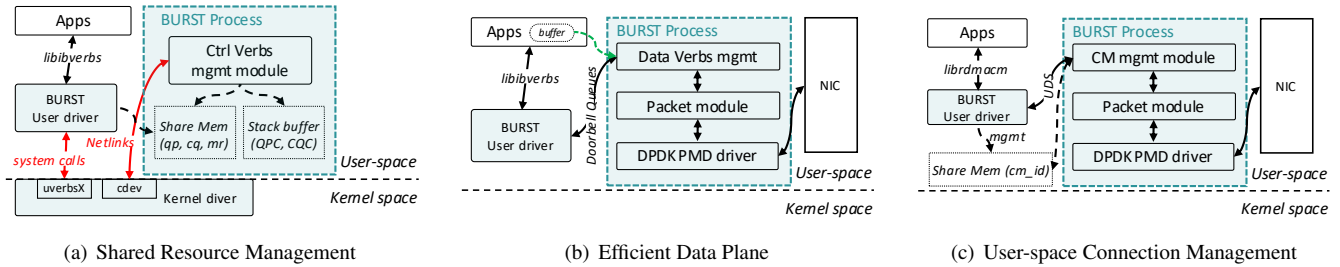 Apps
BURST Process
libibverbs
Ctrl Verbs
mgmt module
BURST
User driver
Share Mem
(qp, cq, mr)
Stack buffer
(QPC, CQC)
Netlinks
system calls
User-space
uverbsX
cdev
Kernel diver
Kernel space
(a) Shared Resource Management
Apps
buffer
BURST Process
Data Verbs mgmt
NIC
libibverbs
Doorbell Queues
Packet module
BURST
User driver
DPDK PMD driver
User-space
Kernel space
(b) Efficient Data Plane
Apps
BURST Process
CM mgmt module
NIC
librdmacm
UDS
BURST
User driver
Packet module
mgmt
Share Mem (cm_id)
DPDK PMD driver
User-space
Kernel space
(c) User-space Connection Management